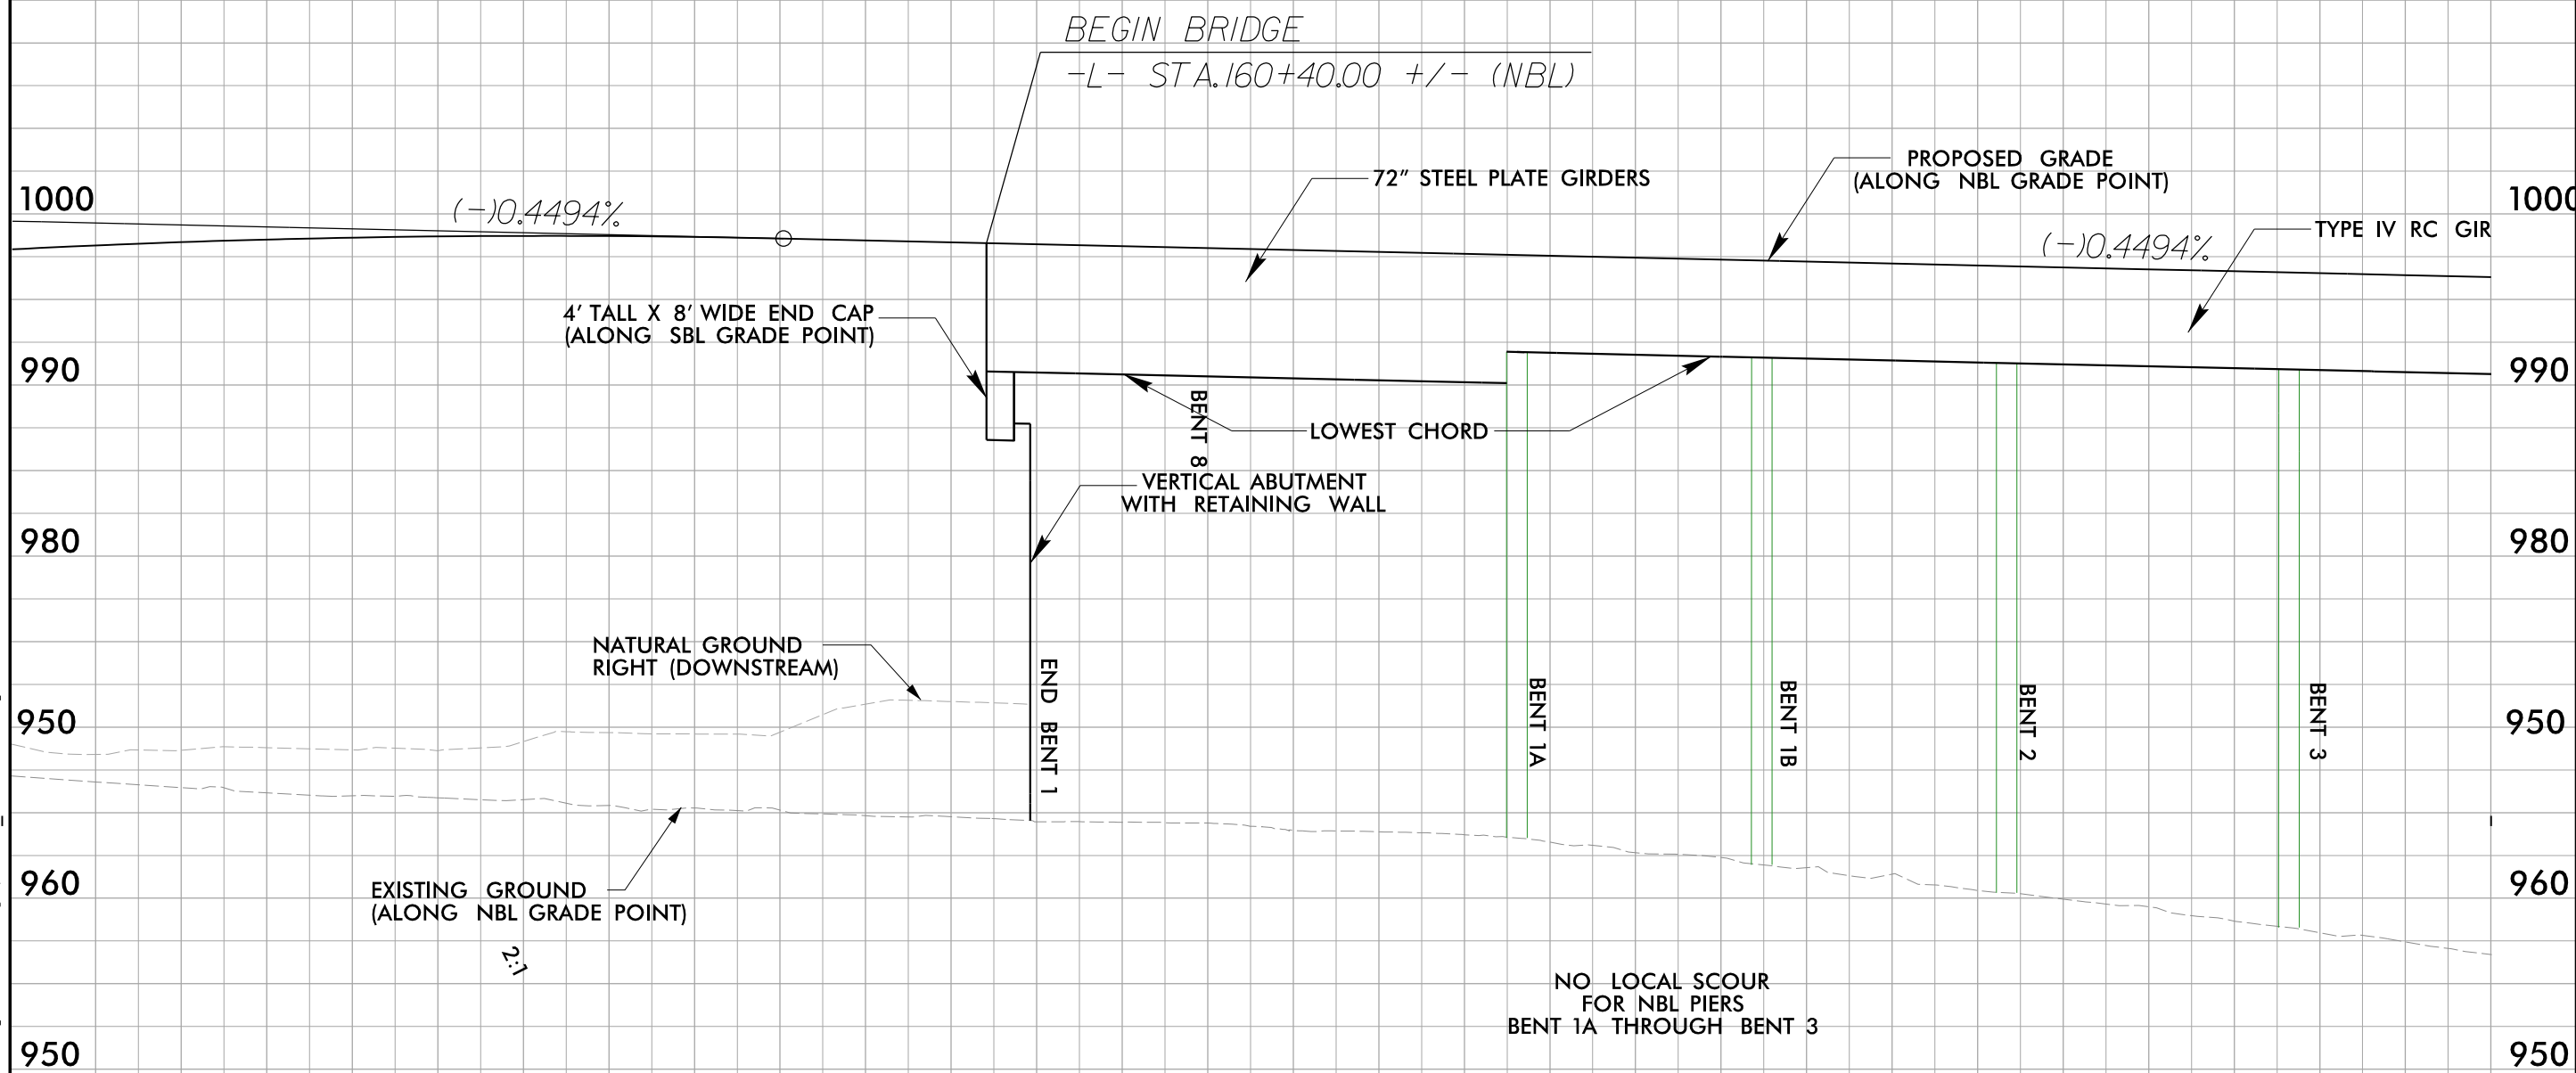 BEGIN BRIDGE
-L- STA.160+40.00 +/- (NBL)
72" STEEL PLATE GIRDERS
PROPOSED GRADE
(ALONG NBL GRADE POINT)
1000
1000
(-)0.4494%
(-)0.4494%
TYPE IV RC GIR
4' TALL X 8' WIDE END CAP
(ALONG SBL GRADE POINT)
990
990
BENT 8
LOWEST CHORD
VERTICAL ABUTMENT
WITH RETAINING WALL
980
980
NATURAL GROUND
RIGHT (DOWNSTREAM)
END BENT 1
BENT 1A
BENT 1B
BENT 2
BENT 3
950
950
EXISTING GROUND
(ALONG NBL GRADE POINT)
960
960
2:1
NO LOCAL SCOUR
FOR NBL PIERS
BENT 1A THROUGH BENT 3
950
950